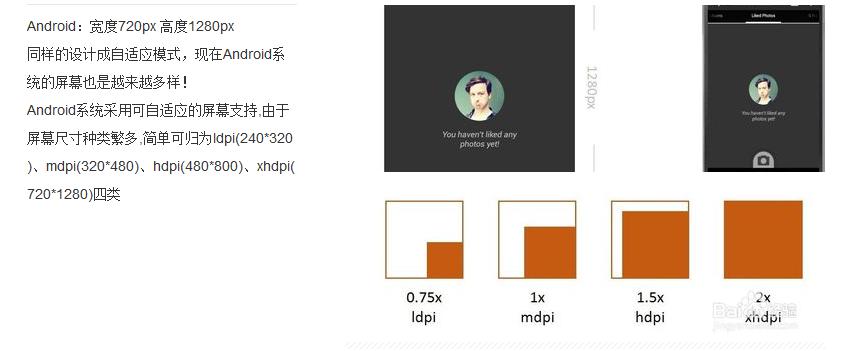 Android：宽度720px 高度1280px
同样的设计成自适应模式，现在Android系
统的屏幕也是越来越多样！
Android系统采用可自适应的屏幕支持,由于
屏幕尺寸种类繁多,简单可归为ldpi(240*320
)、mdpi(320*480)、hdpi(480*800)、xhdpi(
720*1280)四类
You haven't liked any
photos yet!
1280px
Liked Photos
You haven't liked any
photos yet!
0.75x
ldpi
1x
mdpi
1.5x
hdpi
2x
xhdpi